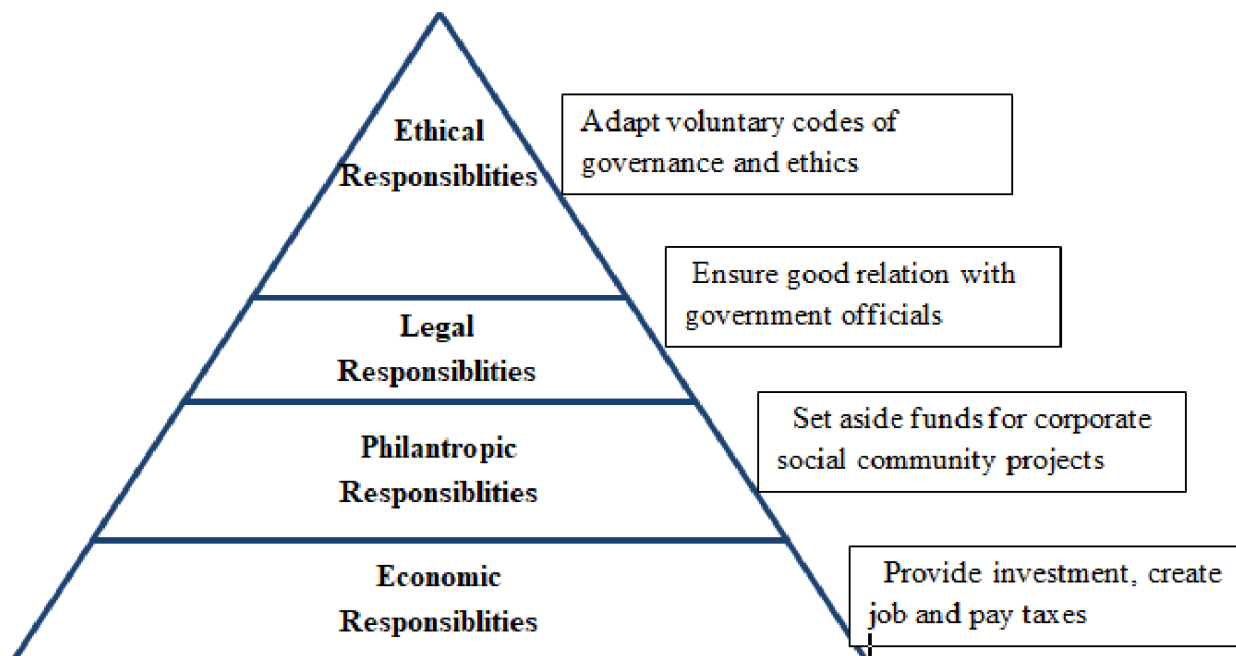 Ethical
Responsiblities
Adapt voluntary codes of
governance and ethics
Legal
Responsiblities
Ensure good relation with
government officials
Philantropic
Responsiblities
Set aside funds for corporate
social community projects
Economic
Responsiblities
Provide investment, create
job and pay taxes